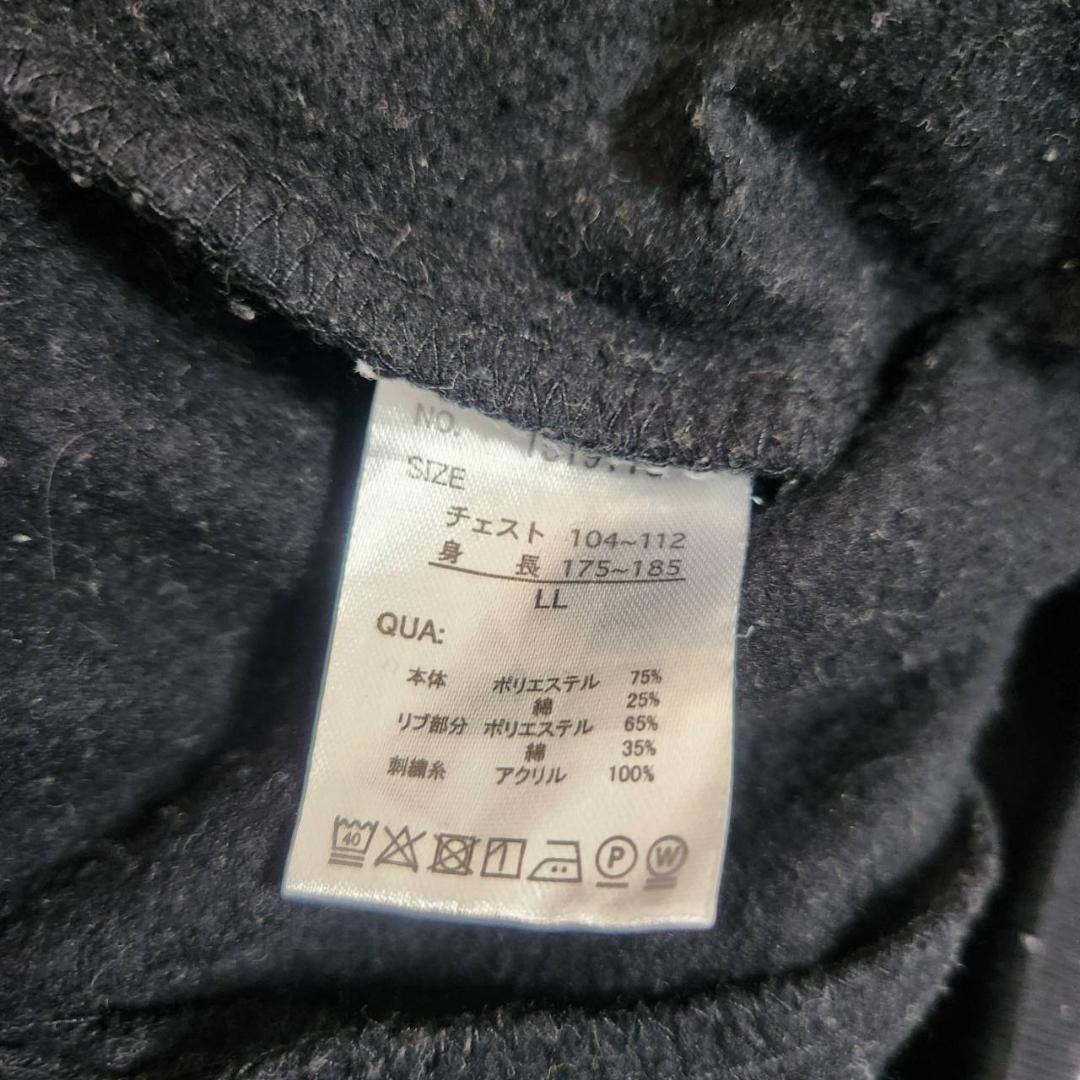 NO.
SIZE
チェスト 104~112
身 長 175~185
LL
QUA:
本体 ポリエステル 75%
綿 25%
リブ部分 ポリエステル 65%
綿 35%
刺繍糸 アクリル 100%
40
P
W